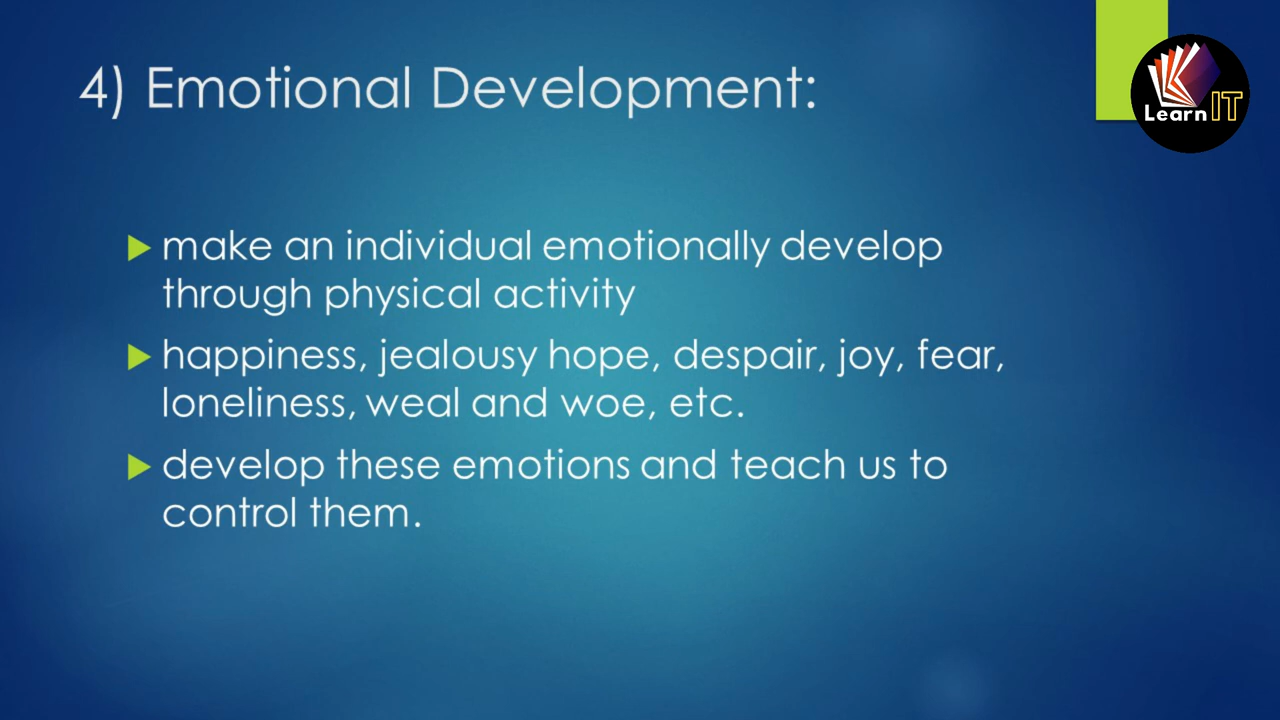 4) Emotional Development:
Learn IT
make an individual emotionally develop
through physical activity
happiness, jealousy hope, despair, joy, fear,
loneliness, weal and woe, etc.
develop these emotions and teach us to
control them.